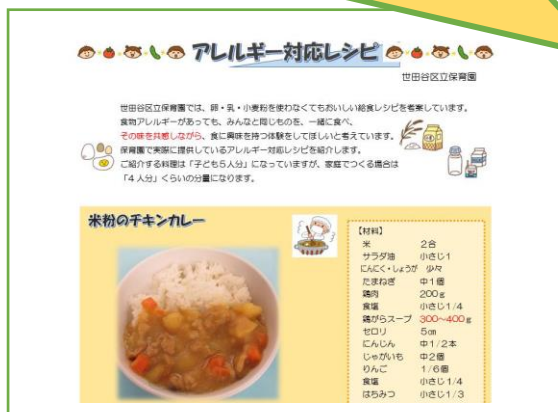 アレルギー対応レシピ
世田谷区立保育園
世田谷区立保育園では、卵・乳・小麦粉を使わなくてもおいしい給食レシピを考案しています。
食物アレルギーがあっても、みんなと同じものを、一緒に食べ、
その味を共感しながら、食に興味を持つ体験をしてほしいと考えています。
保育園で実際に提供しているアレルギー対応レシピを紹介します。
ご紹介する料理は「子ども5人分」になっていますが、家庭でつくる場合は
「4人分」くらいの分量になります。
米粉のチキンカレー
【材料】
米 2合
サラダ油 小さじ1
にんにく・しょうが 少々
たまねぎ 中1個
鶏肉 200g
食塩 小さじ1/4
鶏がらスープ 300～400g
セロリ 5cm
にんじん 中1/2本
じゃがいも 中2個
りんご 1/6個
食塩 小さじ1/4
はちみつ 小さじ1/3